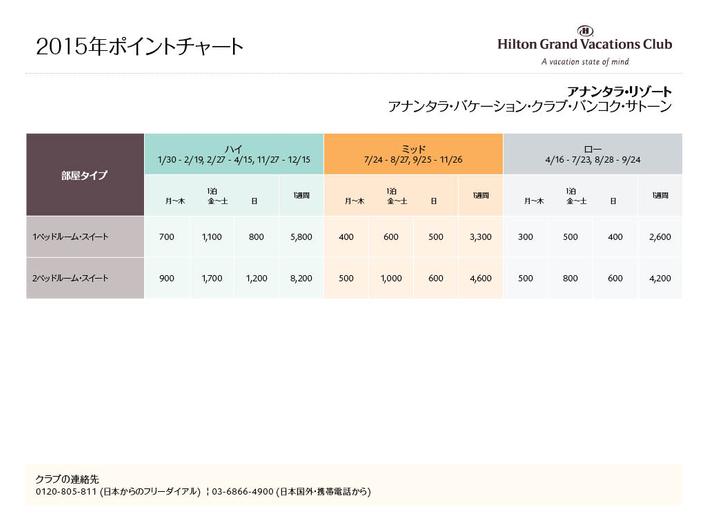 2015年ポイントチャート
Hilton Grand Vacations Club
A vacation state of mind
アナンタラ・リゾート
アナンタラ・バケーション・クラブ・バンコク・サトーン
部屋タイプ
ハイ
1/30 - 2/19, 2/27 - 4/15, 11/27 - 12/15
ミッド
7/24 - 8/27, 9/25 - 11/26
ロー
4/16 - 7/23, 8/28 - 9/24
1泊 1週間 1泊 1週間 1泊 1週間
月〜木 金〜土 日 月〜木 金〜土 日 月〜木 金〜土 日
1ベッドルーム・スイート 700 1,100 800 5,800 400 600 500 3,300 300 500 400 2,600
2ベッドルーム・スイート 900 1,700 1,200 8,200 500 1,000 600 4,600 500 800 600 4,200
クラブの連絡先
0120-805-811 (日本からのフリーダイアル) ¦ 03-6866-4900 (日本国外・携帯電話から)